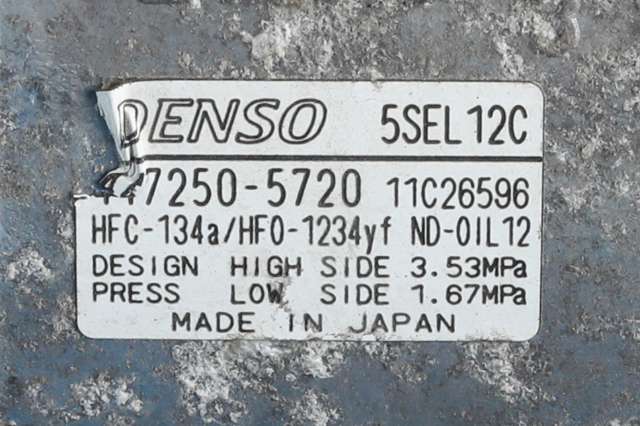 DENSO 5SEL12C
447250-5720 11C26596
HFC-134a/HFO-1234yf ND-OIL12
DESIGN HIGH SIDE 3.53MPa
PRESS LOW SIDE 1.67MPa
MADE IN JAPAN